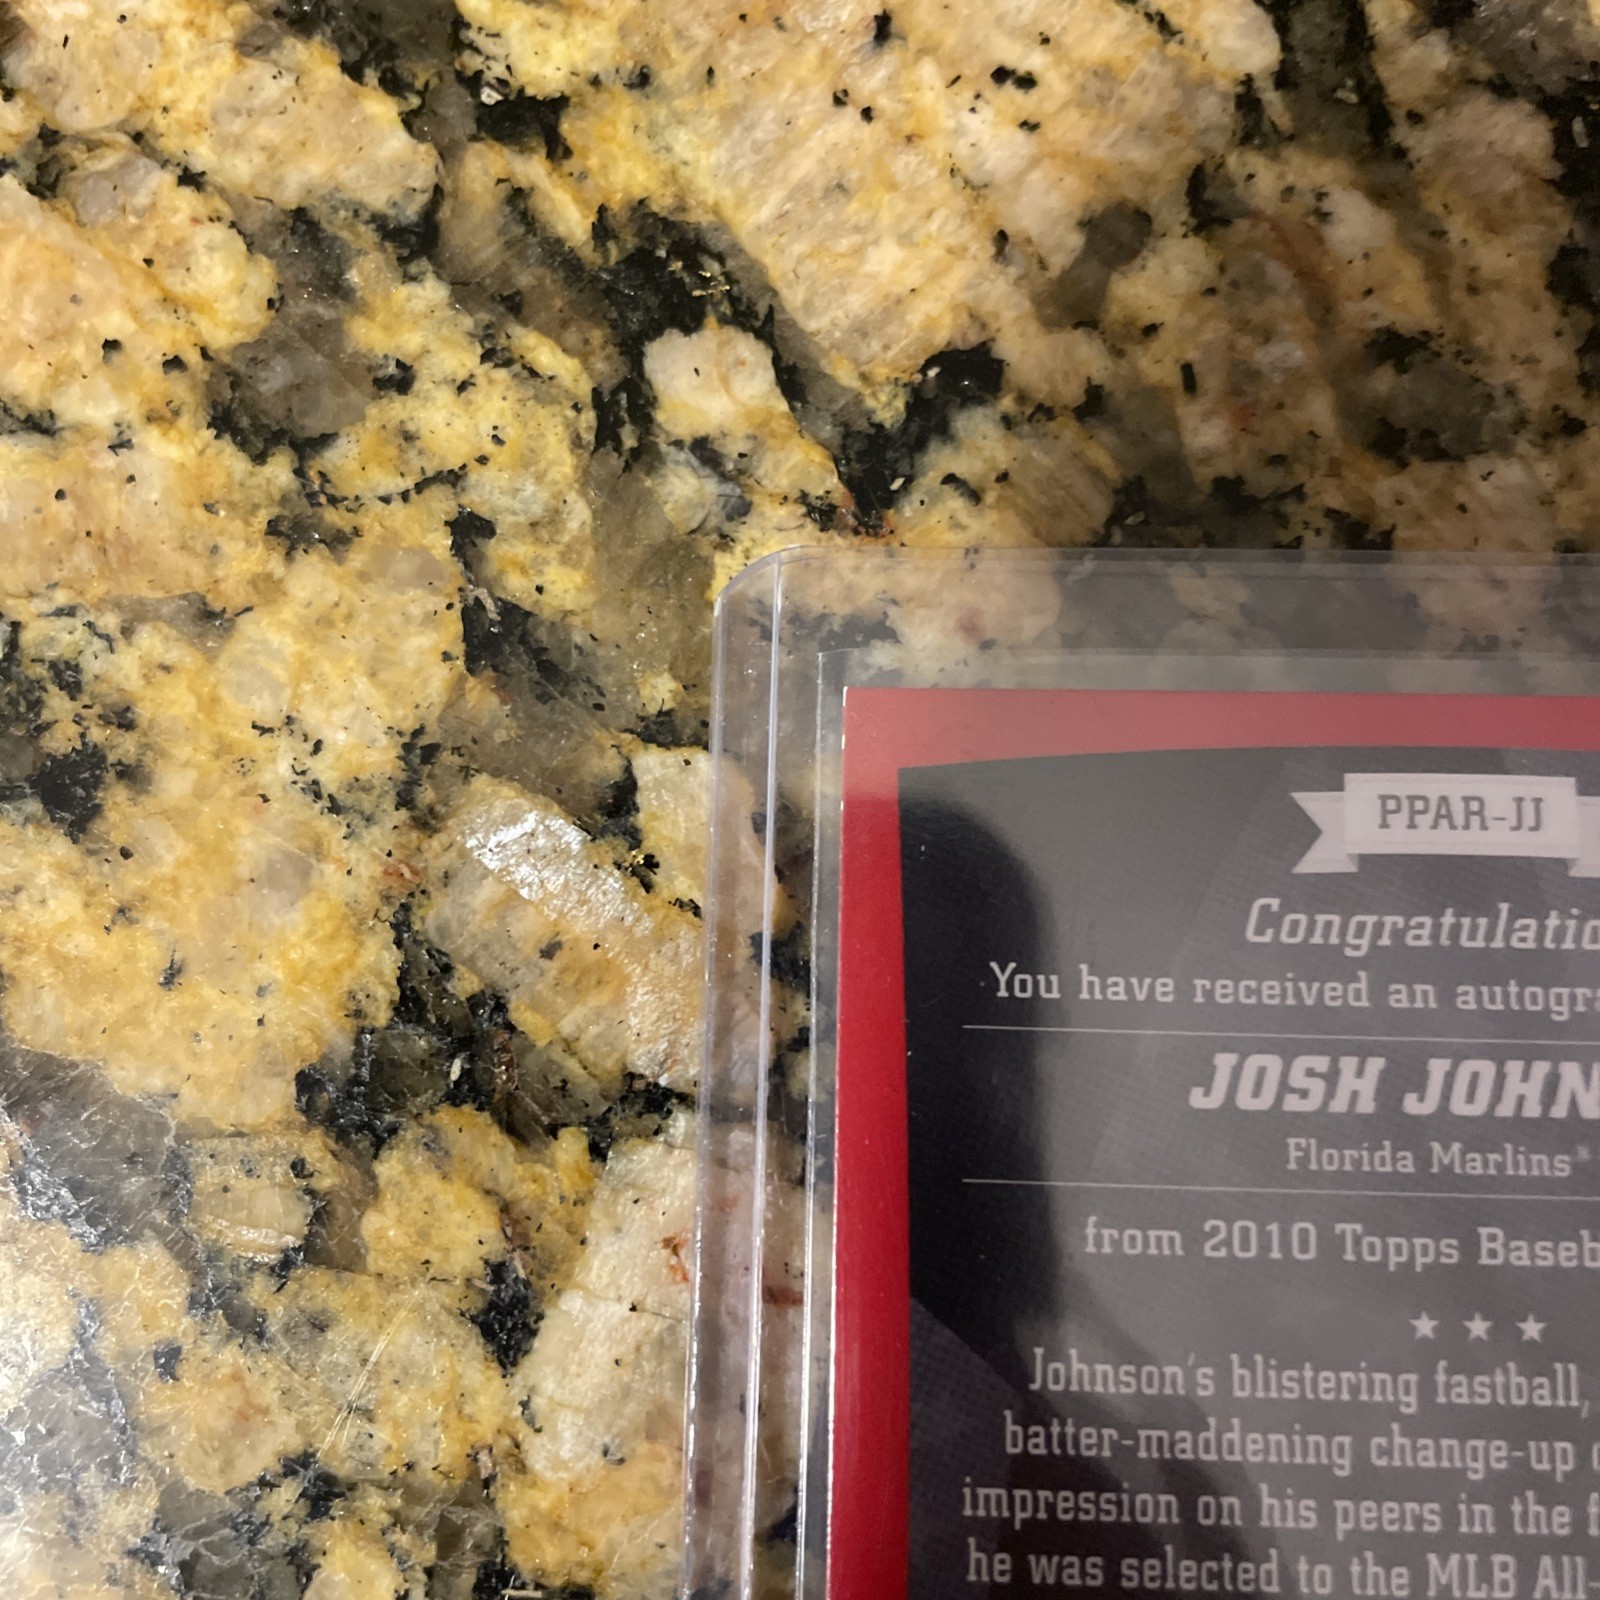 PPAR-JJ
Congratulatio
You have received an autogra
JOSH JOHN
Florida Marlins®
from 2010 Topps Baseb
★ ★ ★
Johnson's blistering fastball,
batter-maddening change-up
impression on his peers in the f
he was selected to the MLB All-